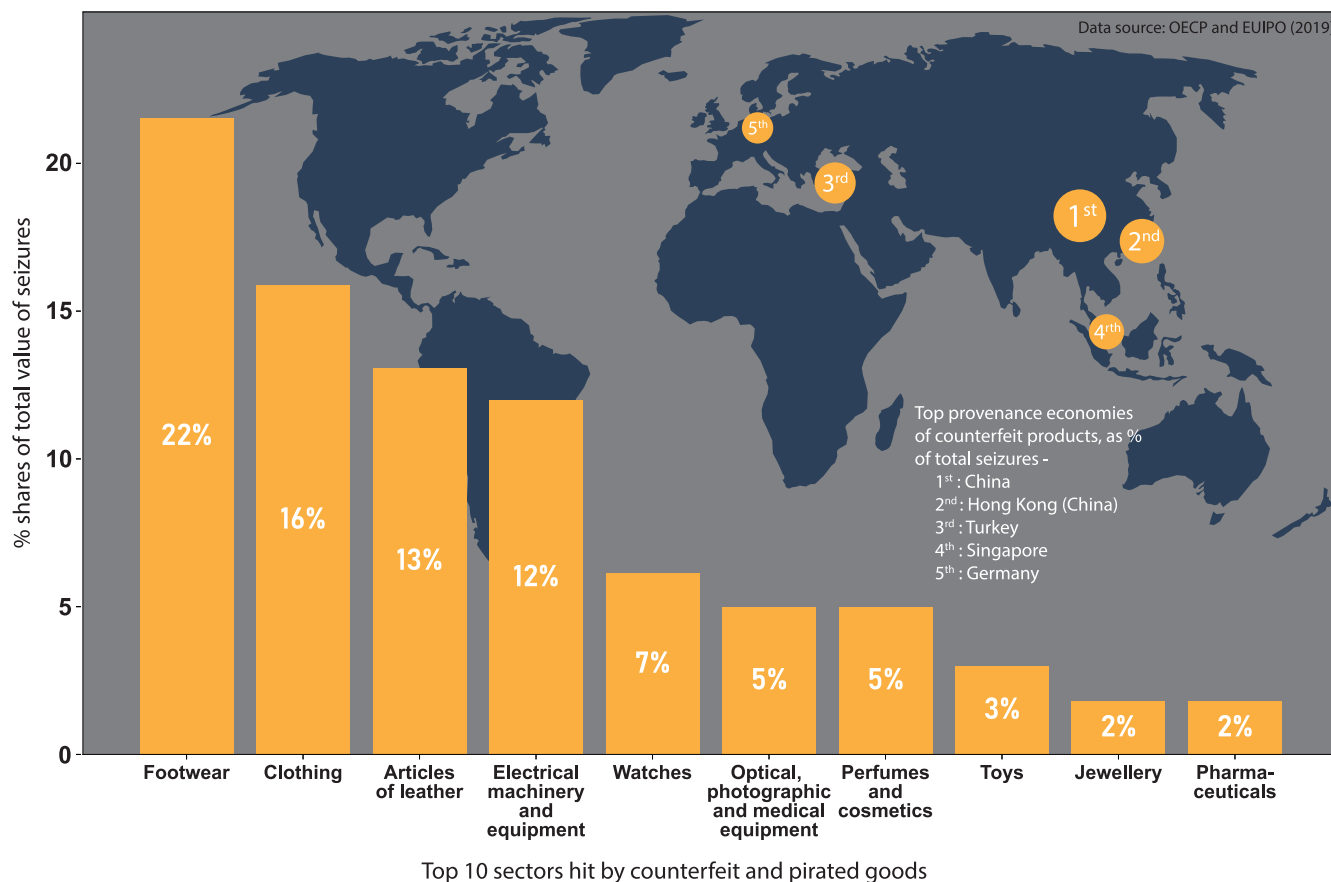 Data source: OECP and EUIPO (2019)
5th
3rd
1st
2nd
4rth
% shares of total value of seizures
20
15
10
5
0
22%
16%
13%
12%
7%
5%
5%
3%
2%
2%
Top provenance economies
of counterfeit products, as %
of total seizures -
1st : China
2nd : Hong Kong (China)
3rd : Turkey
4th : Singapore
5th : Germany
Footwear
Clothing
Articles
of leather
Electrical
machinery
and
equipment
Watches
Optical,
photographic
and medical
equipment
Perfumes
and
cosmetics
Toys
Jewellery
Pharma-
ceuticals
Top 10 sectors hit by counterfeit and pirated goods